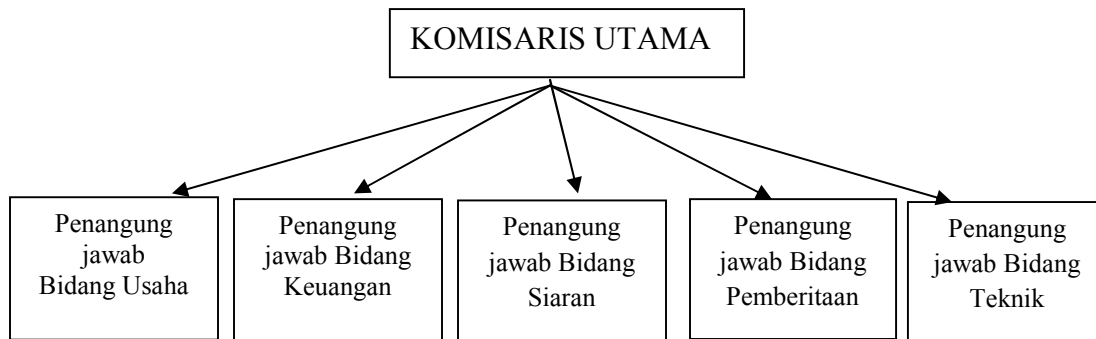 KOMISARIS UTAMA
Penangung
jawab
Bidang Usaha
Penangung
jawab Bidang
Keuangan
Penangung
jawab Bidang
Siaran
Penangung
jawab Bidang
Pemberitaan
Penangung
jawab Bidang
Teknik